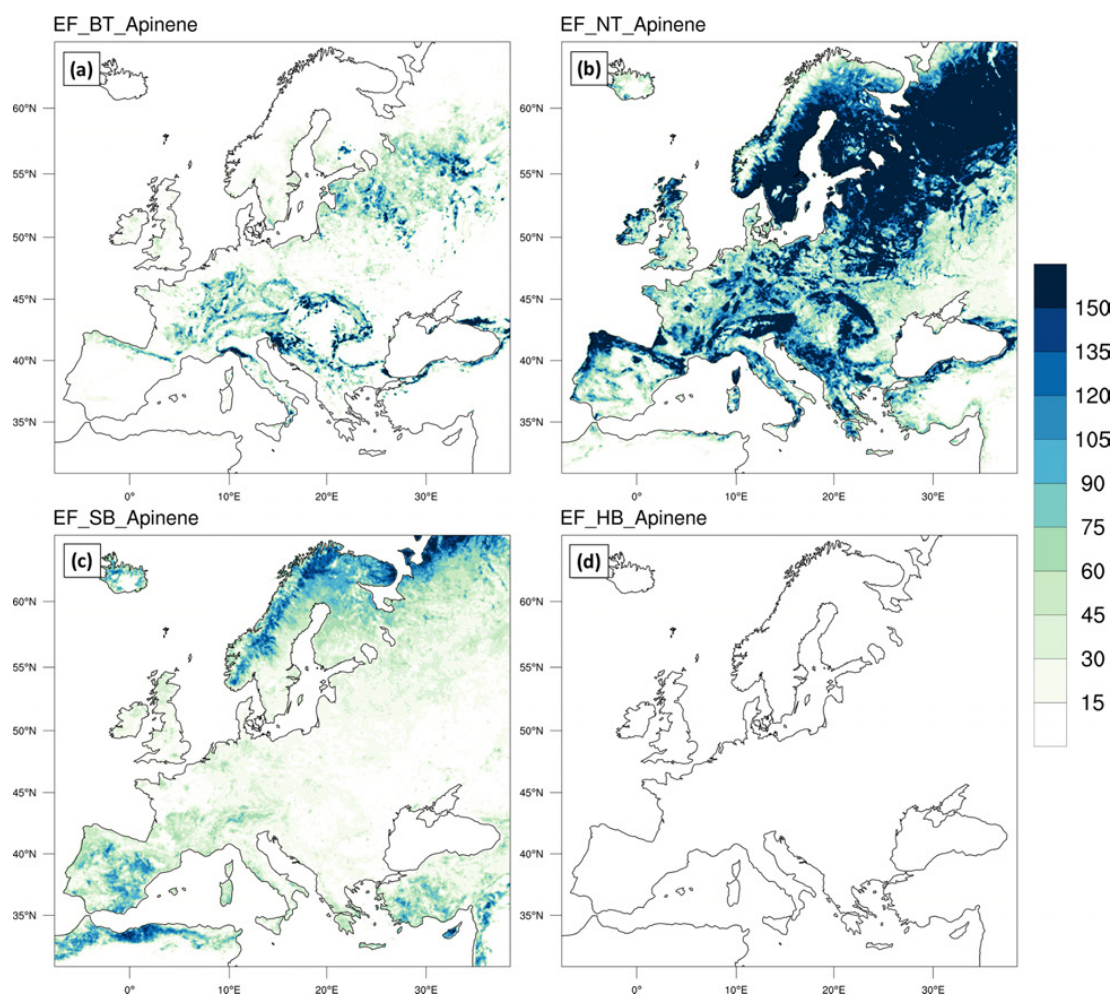 EF_BT_Apinene
EF_NT_Apinene
(a)
(b)
60°N
55°N
50°N
45°N
40°N
35°N
0°
10°E
20°E
30°E
60°N
55°N
50°N
45°N
40°N
35°N
0°
10°E
20°E
30°E
EF_SB_Apinene
EF_HB_Apinene
(c)
(d)
60°N
55°N
50°N
45°N
40°N
35°N
0°
10°E
20°E
30°E
60°N
55°N
50°N
45°N
40°N
35°N
0°
10°E
20°E
30°E
150
135
120
105
90
75
60
45
30
15